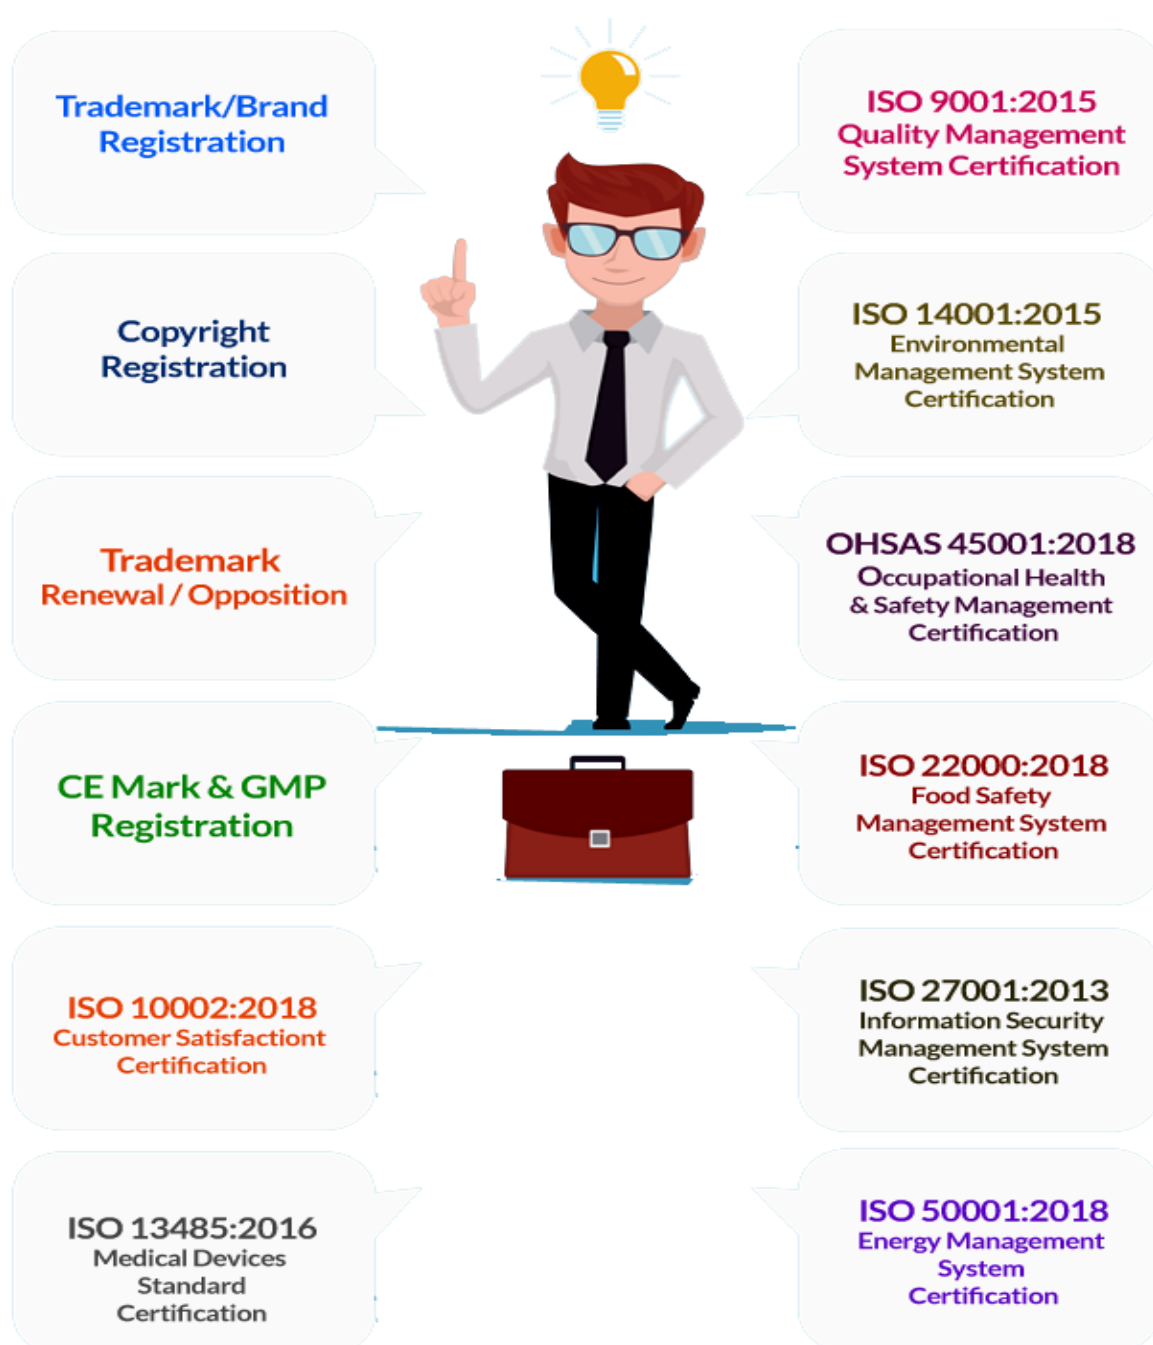 Trademark/Brand
Registration
Copyright
Registration
Trademark
Renewal / Opposition
CE Mark & GMP
Registration
ISO 10002:2018
Customer Satisfactiont
Certification
ISO 13485:2016
Medical Devices
Standard
Certification
ISO 9001:2015
Quality Management
System Certification
ISO 14001:2015
Environmental
Management System
Certification
OHSAS 45001:2018
Occupational Health
& Safety Management
Certification
ISO 22000:2018
Food Safety
Management System
Certification
ISO 27001:2013
Information Security
Management System
Certification
ISO 50001:2018
Energy Management
System
Certification